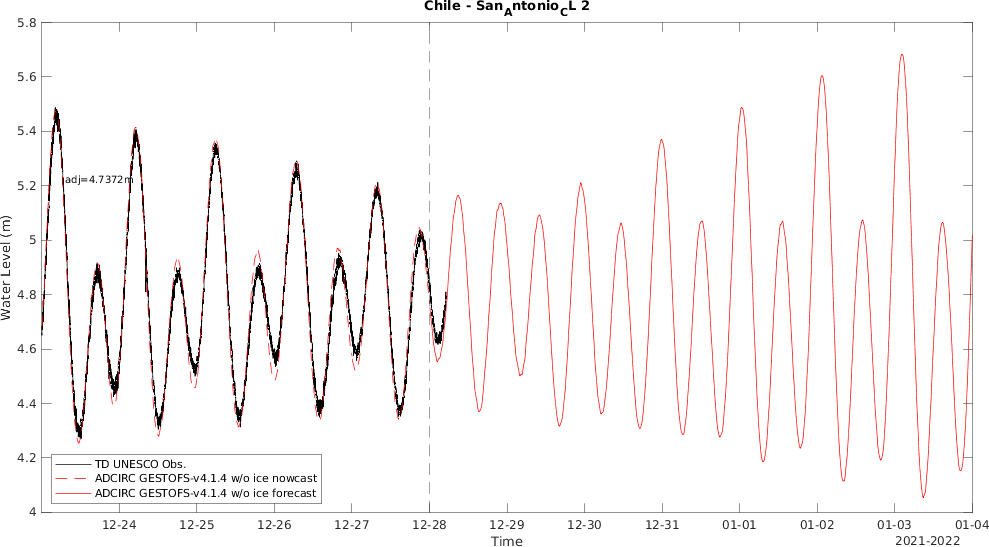 Chile - San_Antonio_CL 2
5.8
5.6
5.4
5.2
5
4.8
4.6
4.4
4.2
4
Water Level (m)
adj=4.7372m
TD UNESCO Obs.
ADCIRC GESTOFS-v4.1.4 w/o ice nowcast
ADCIRC GESTOFS-v4.1.4 w/o ice forecast
12-24 12-25 12-26 12-27 12-28 12-29 12-30 12-31 01-01 01-02 01-03 01-04
Time
2021-2022